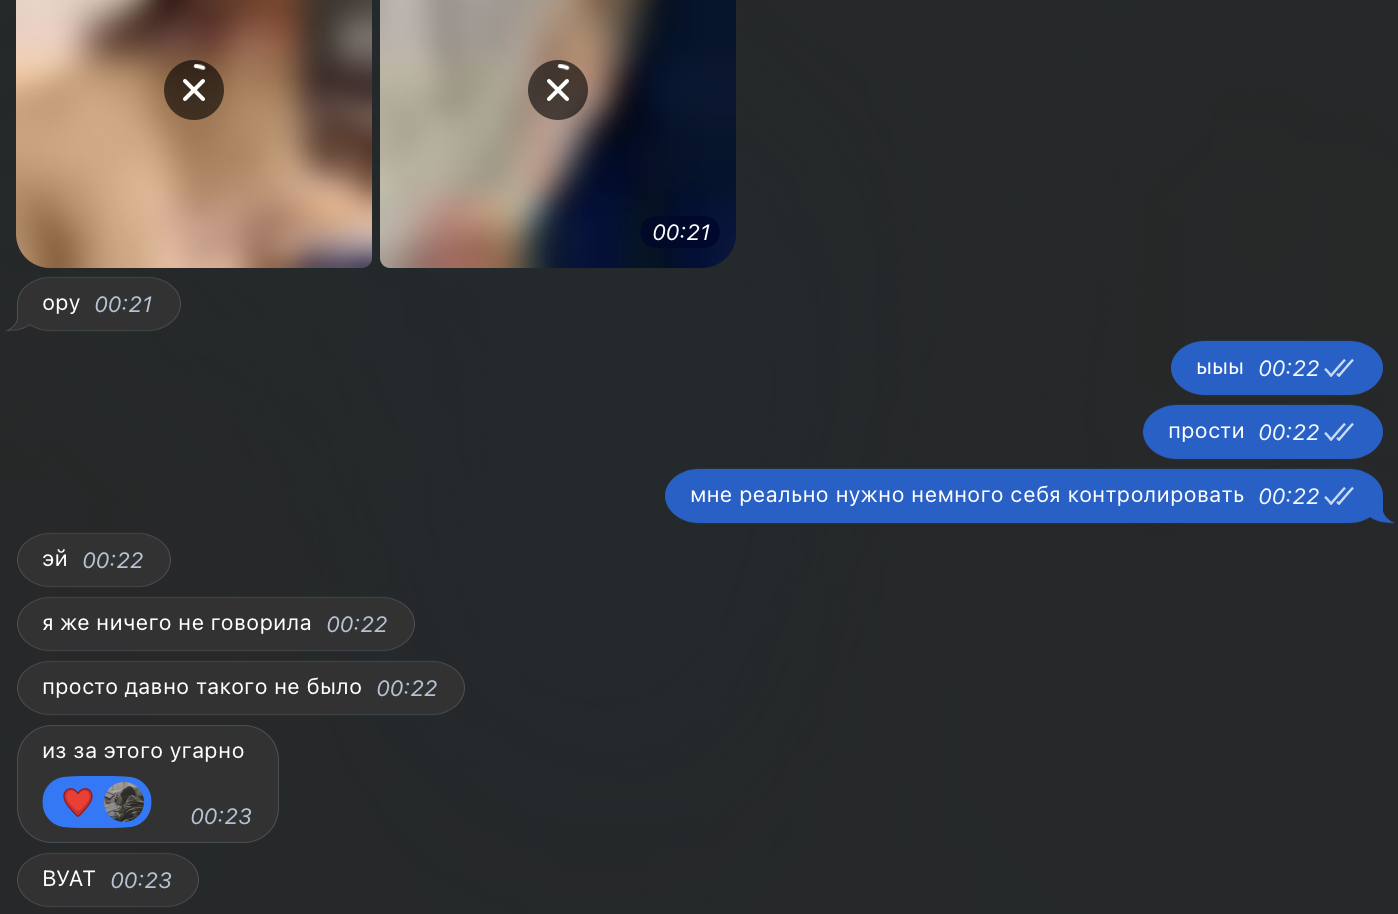 00:21
ору 00:21
ыыы 00:22
прости 00:22
мне реально нужно немного себя контролировать 00:22
эй 00:22
я же ничего не говорила 00:22
просто давно такого не было 00:22
из за этого угарно
00:23
ВУАТ 00:23